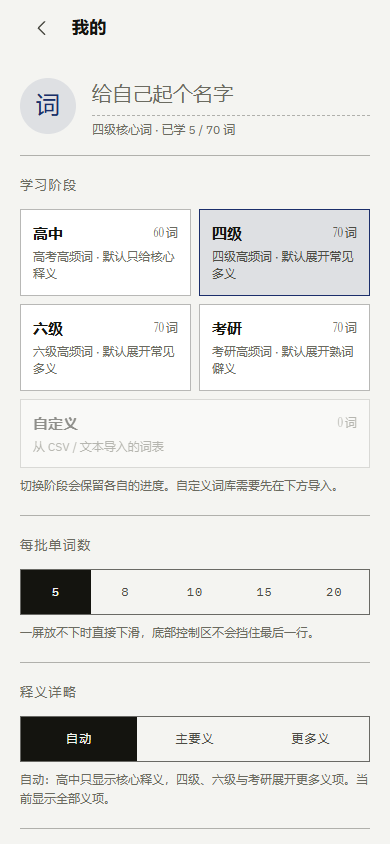 我的
词
给自己起个名字
四级核心词 · 已学 5 / 70 词
学习阶段
高中 60词
高考高频词 · 默认只给核心
释义
四级 70词
四级高频词 · 默认展开常见
多义
六级 70词
六级高频词 · 默认展开常见
多义
考研 70词
考研高频词 · 默认展开熟词
僻义
自定义 0词
从 CSV / 文本导入的词表
切换阶段会保留各自的进度。自定义词库需要先在下方导入。
每批单词数
5 8 10 15 20
一屏放不下时直接下滑，底部控制区不会挡住最后一行。
释义详略
自动 主要义 更多义
自动：高中只显示核心释义，四级、六级与考研展开更多义项。当
前显示全部义项。